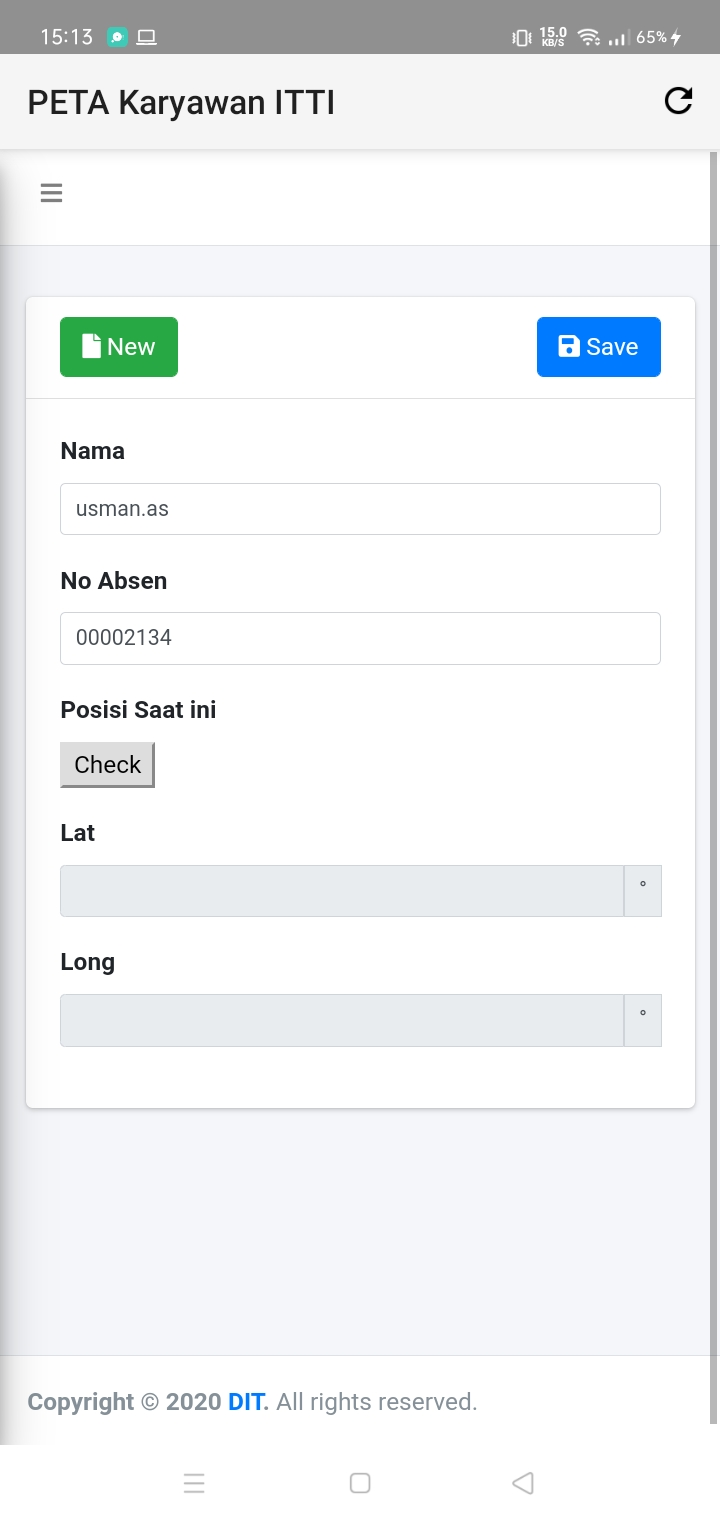 15:13 15.0 KB/S 65%
PETA Karyawan ITTI
New Save
Nama
usman.as
No Absen
00002134
Posisi Saat ini
Check
Lat
°
Long
°
Copyright © 2020 DIT. All rights reserved.